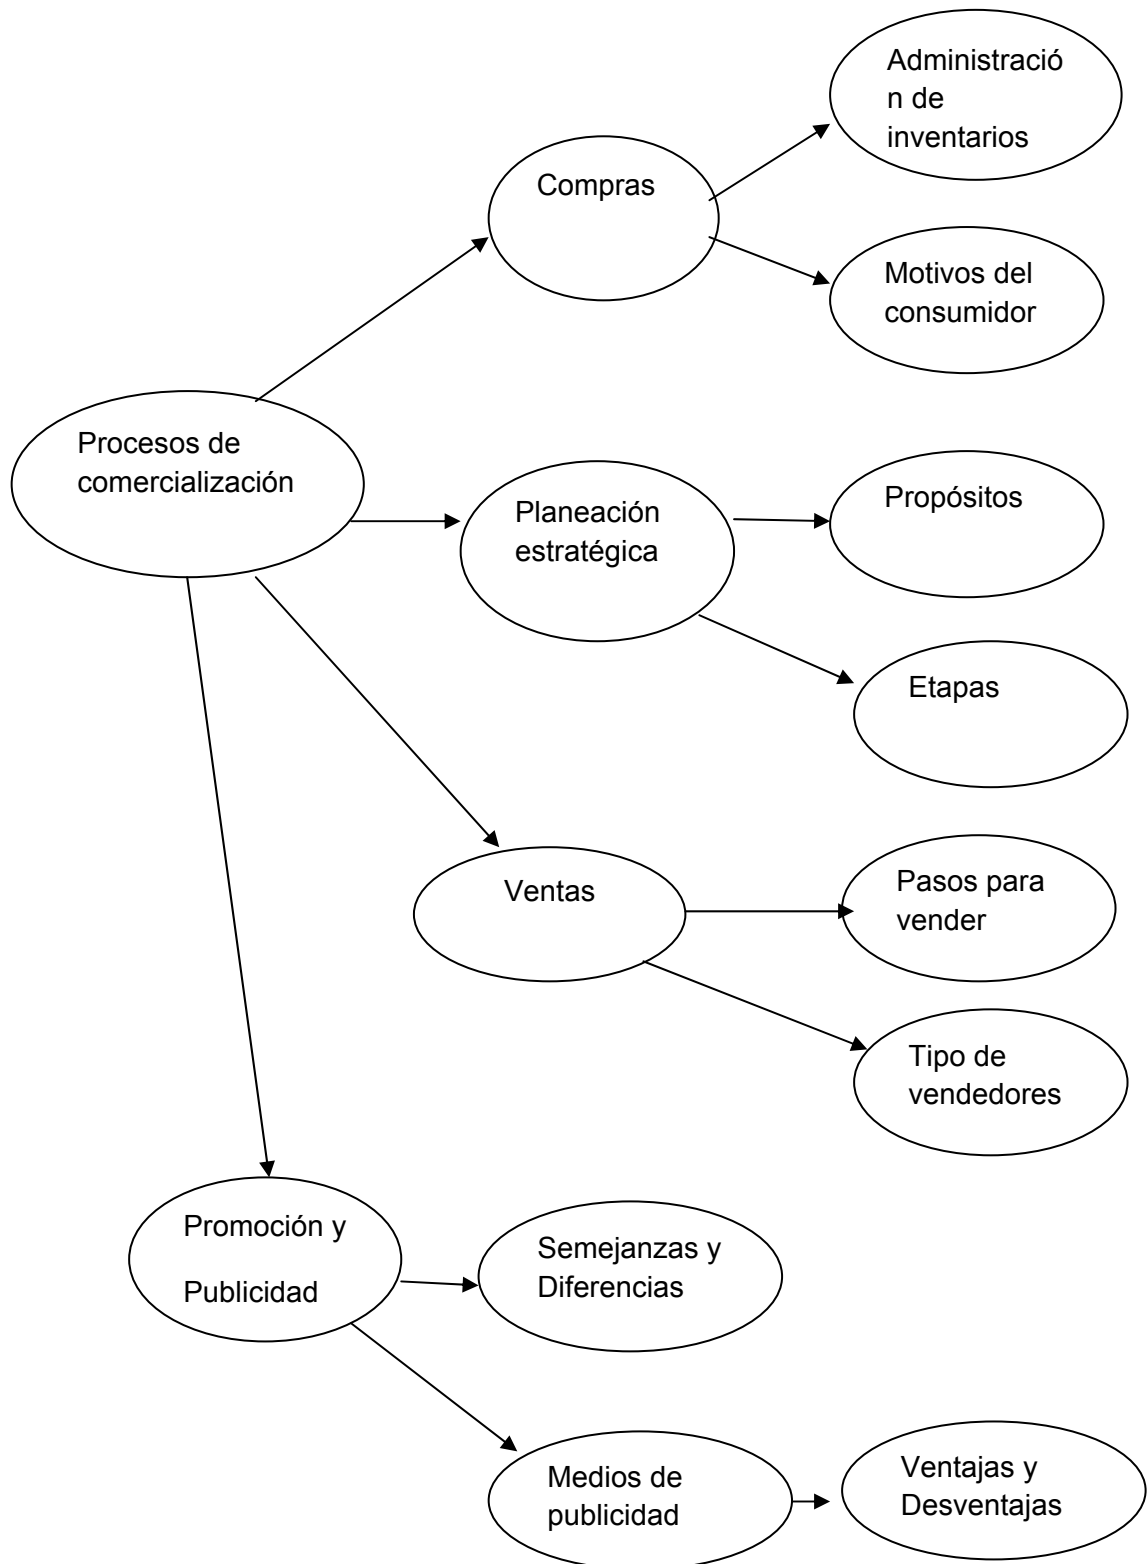 Administració
n de
inventarios
Compras
Motivos del
consumidor
Procesos de
comercialización
Planeación
estratégica
Propósitos
Etapas
Ventas
Pasos para
vender
Tipo de
vendedores
Promoción y
Publicidad
Semejanzas y
Diferencias
Medios de
publicidad
Ventajas y
Desventajas